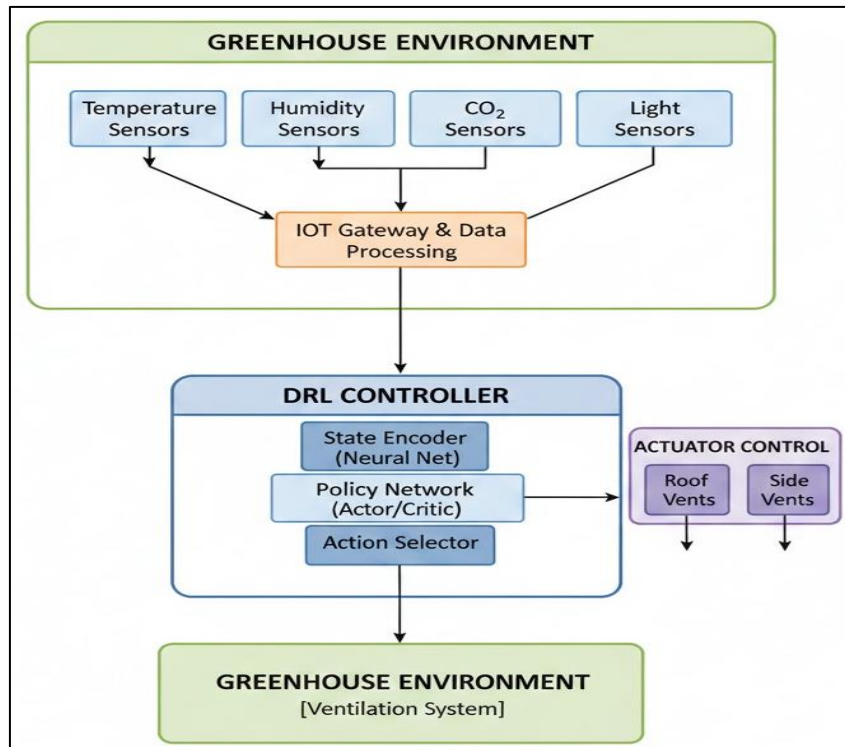 GREENHOUSE ENVIRONMENT
Temperature
Sensors
Humidity
Sensors
CO₂
Sensors
Light
Sensors
IOT Gateway & Data
Processing
DRL CONTROLLER
State Encoder
(Neural Net)
Policy Network
(Actor/Critic)
Action Selector
ACTUATOR CONTROL
Roof
Vents
Side
Vents
GREENHOUSE ENVIRONMENT
[Ventilation System]